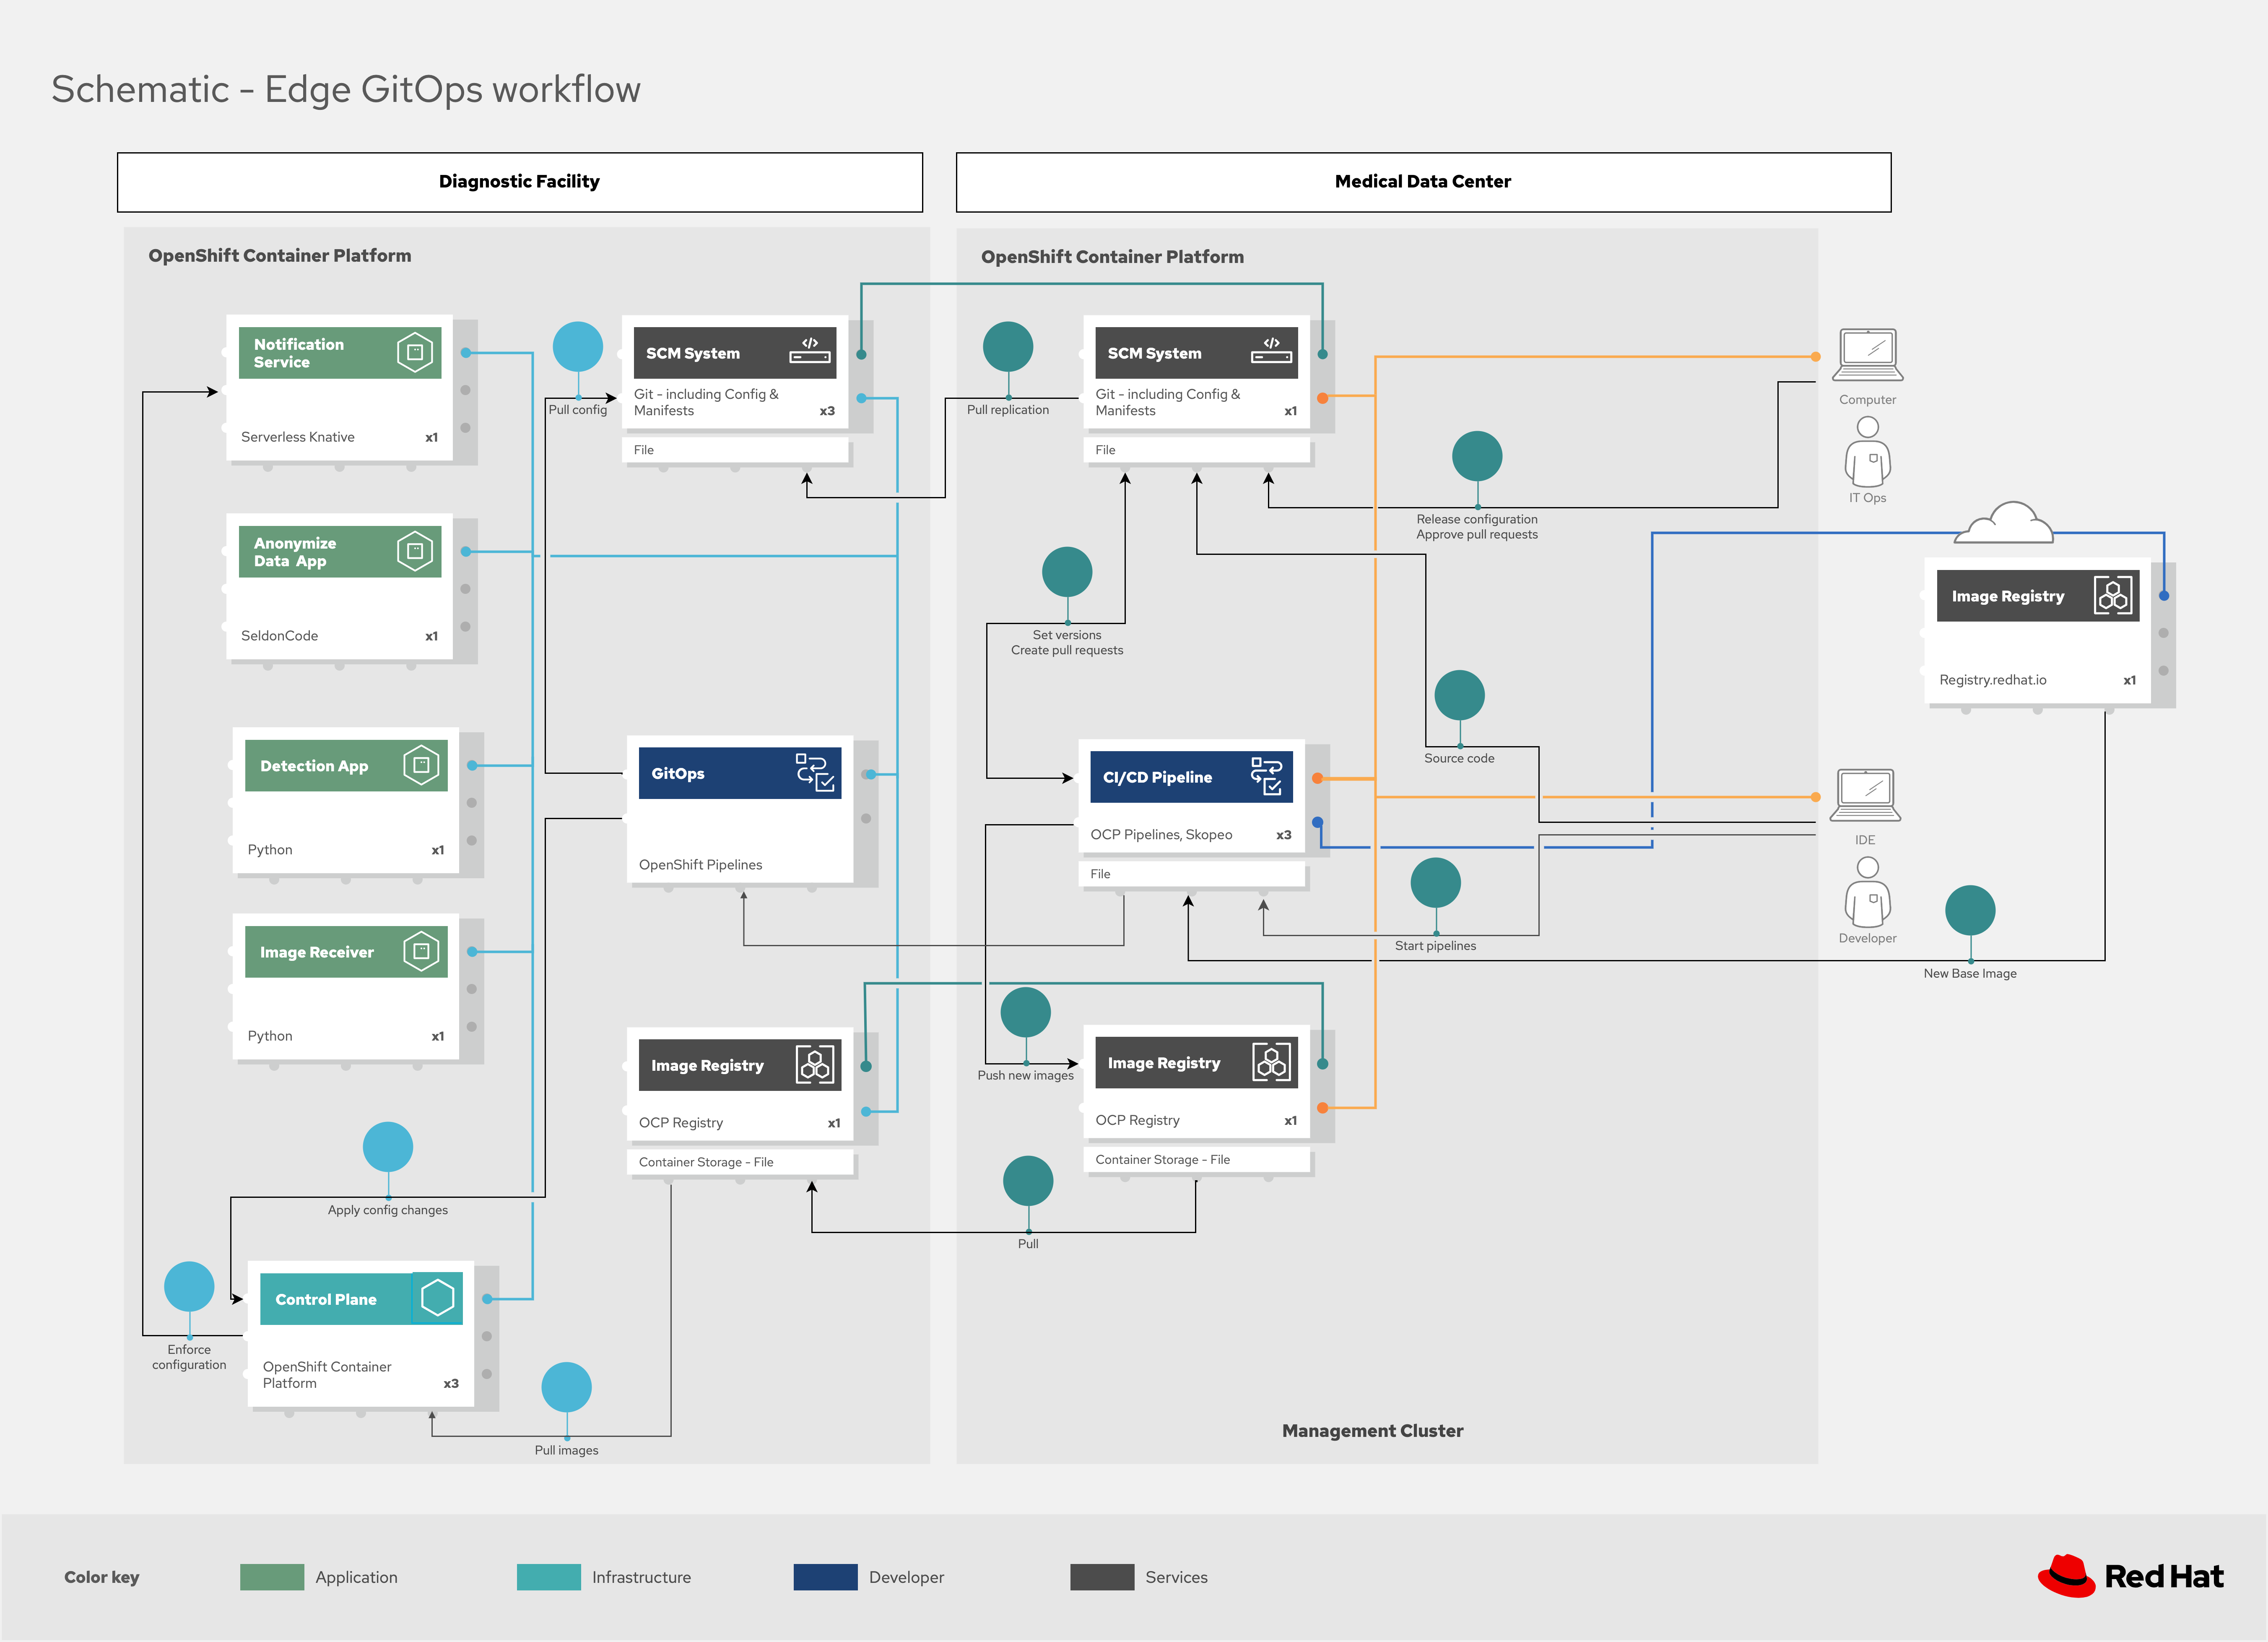 Schematic - Edge GitOps workflow
Diagnostic Facility
Medical Data Center
OpenShift Container Platform
Notification
Service
Serverless Knative
x1
Pull config
SCM System
Git - including Config &
Manifests
x3
File
Anonymize
Data App
SeldonCode
x1
Detection App
Python
x1
GitOps
OpenShift Pipelines
Image Receiver
Python
x1
Image Registry
OCP Registry
x1
Container Storage - File
Apply config changes
Control Plane
OpenShift Container
Platform
x3
Enforce
configuration
Pull images
OpenShift Container Platform
Pull replication
SCM System
Git - including Config &
Manifests
x1
File
Release configuration
Approve pull requests
Set versions
Create pull requests
Source code
CI/CD Pipeline
OCP Pipelines, Skopeo
x3
File
Start pipelines
Push new images
Image Registry
OCP Registry
x1
Container Storage - File
Pull
Management Cluster
Computer
IT Ops
Image Registry
Registry.redhat.io
x1
IDE
Developer
New Base Image
Color key
Application
Infrastructure
Developer
Services
Red Hat